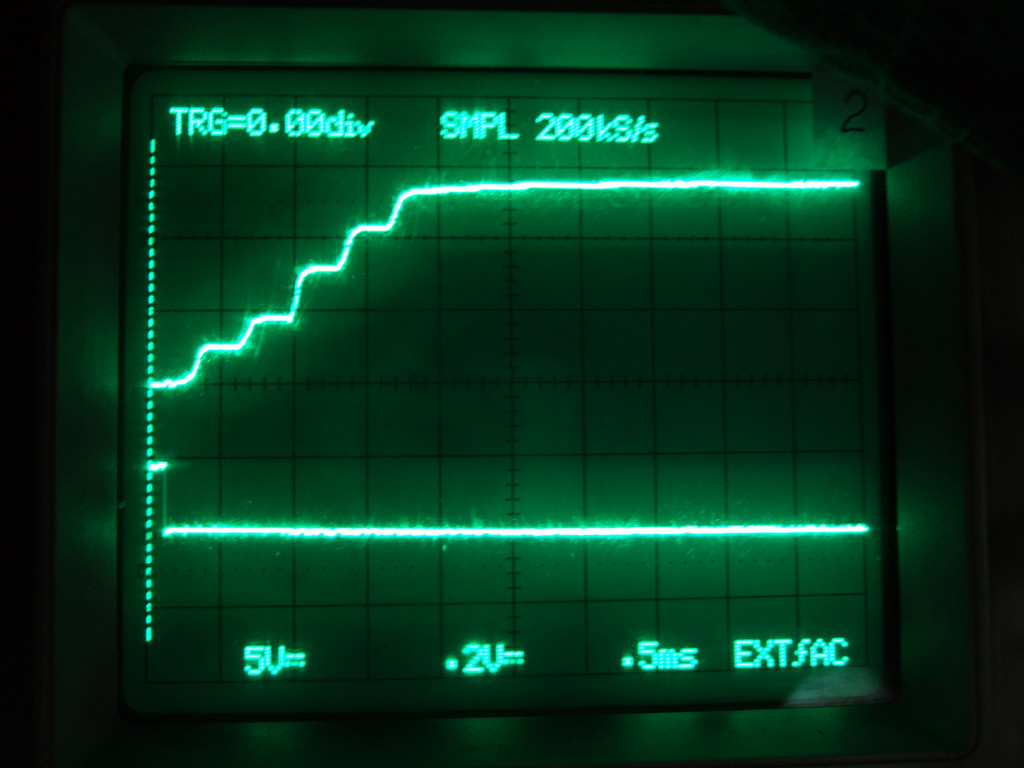 TRG=0.00div SMPL 200kS/s
2
5V= .2V= .5ms EXT∫AC